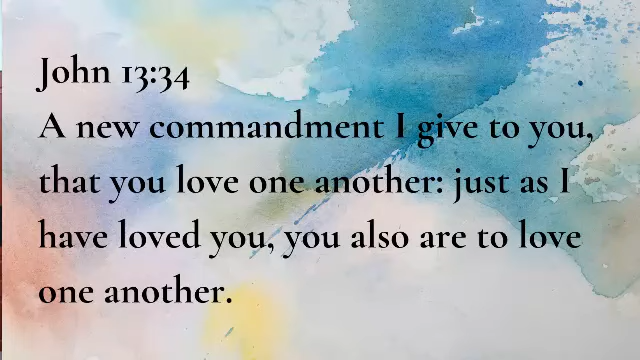 John 13:34
A new commandment I give to you,
that you love one another: just as I
have loved you, you also are to love
one another.